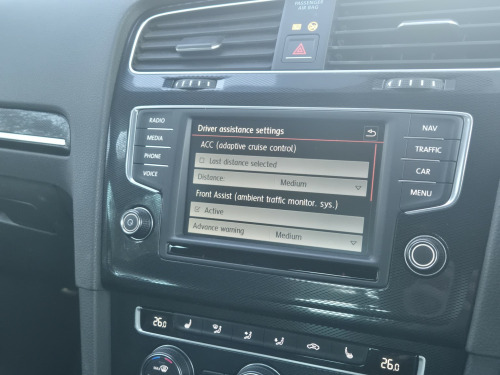 PASSENGER
AIR BAG
RADIO
MEDIA
PHONE
VOICE
Driver assistance settings
ACC (adaptive cruise control)
Last distance selected
Distance: Medium
Front Assist (ambient traffic monitor. sys.)
Active
Advance warning Medium
NAV
TRAFFIC
CAR
MENU
26.0
26.0